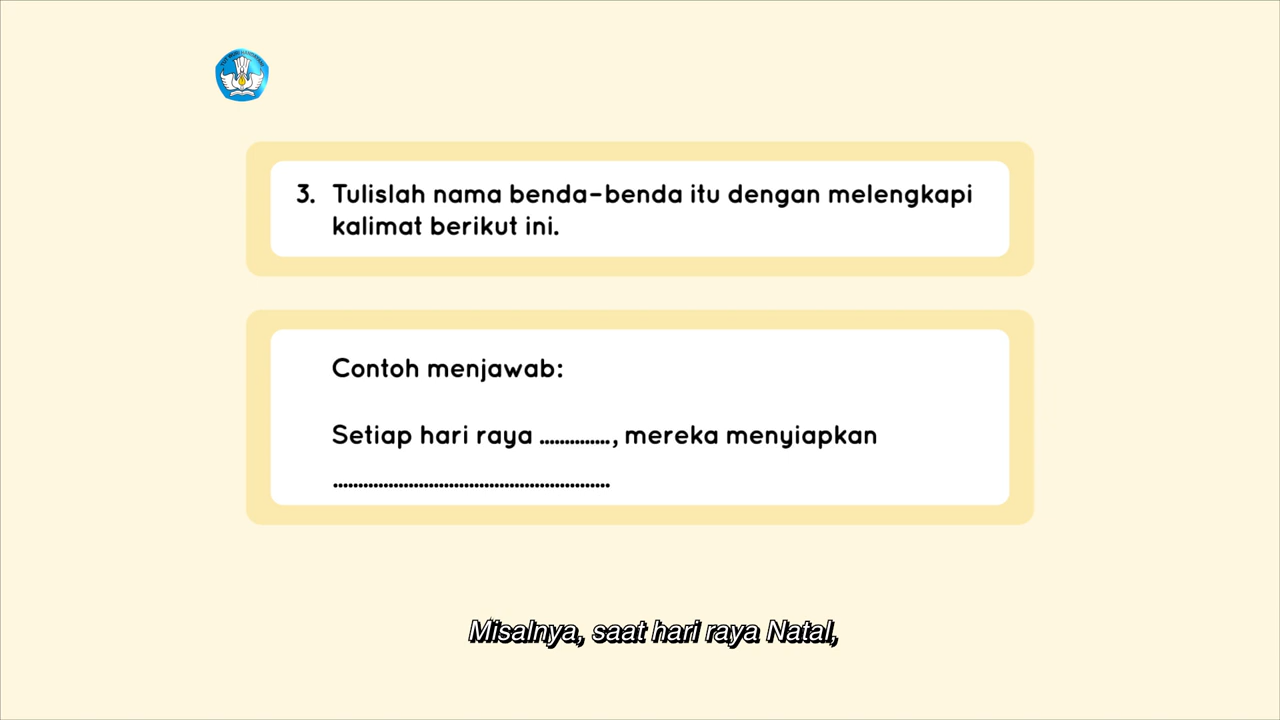 3. Tulislah nama benda-benda itu dengan melengkapi
kalimat berikut ini.
Contoh menjawab:
Setiap hari raya .............., mereka menyiapkan
.......................................................
Misalnya, saat hari raya Natal,